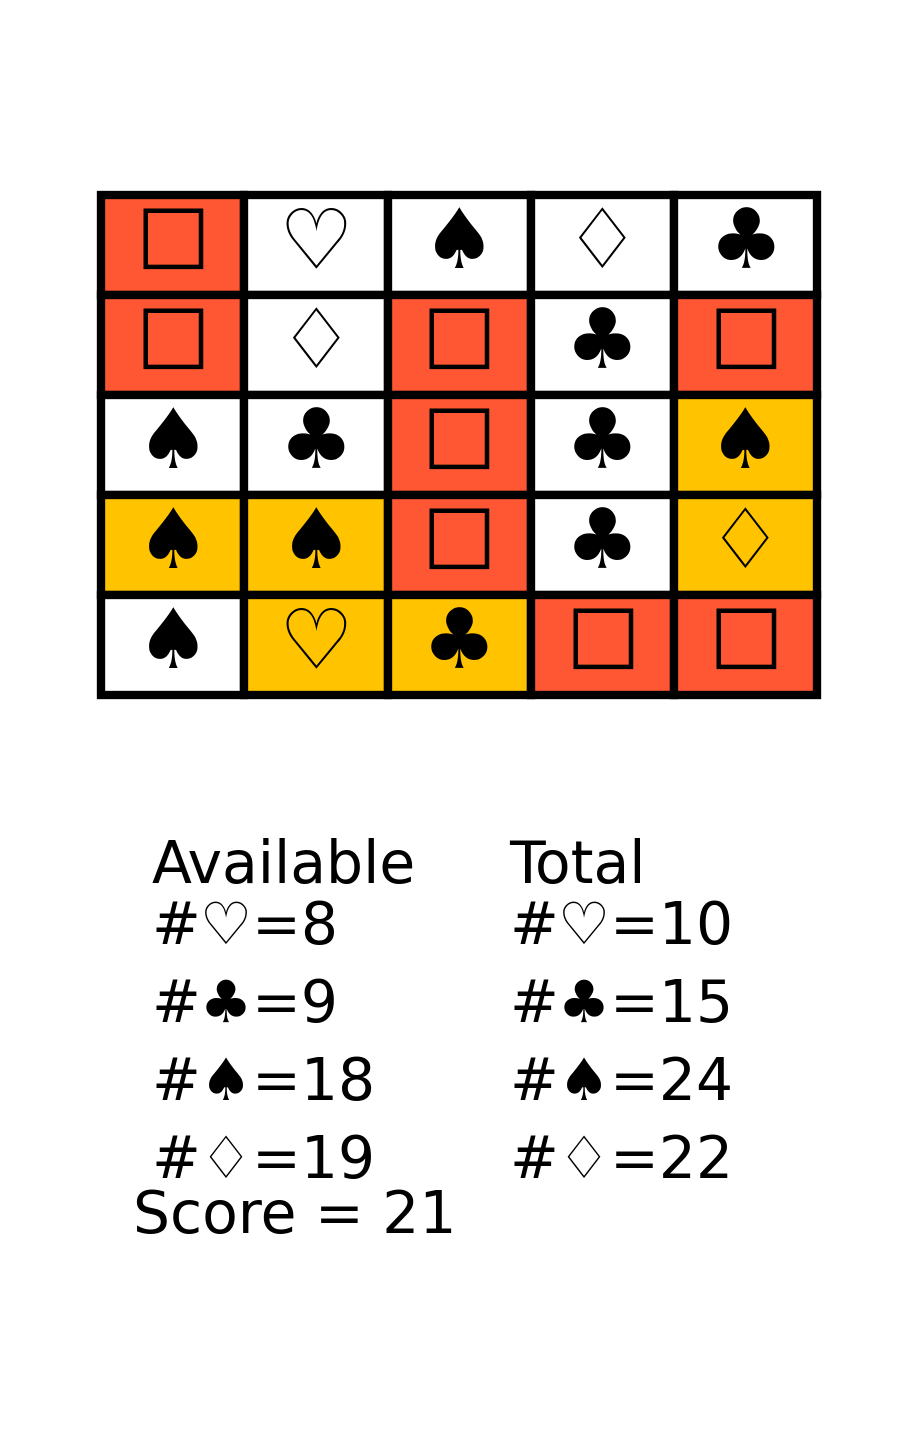 □ ♡ ♠ ♢ ♣
□ ♢ □ ♣ □
♠ ♣ □ ♣ ♠
♠ ♠ □ ♣ ♢
♠ ♡ ♣ □ □
Available Total
#♡=8 #♡=10
#♣=9 #♣=15
#♠=18 #♠=24
#♢=19 #♢=22
Score = 21